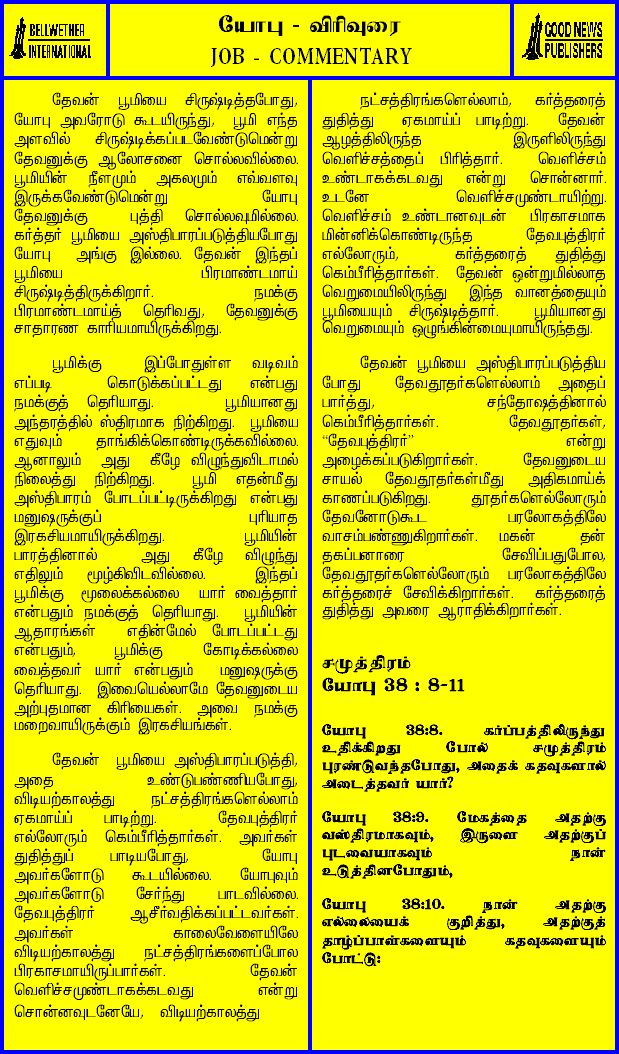 BELLWETHER
INTERNATIONAL
யோபு - விரிவுரை
JOB - COMMENTARY
GOOD NEWS
PUBLISHERS
தேவன் பூமியை சிருஷ்டித்தபோது,
யோபு அவரோடு கூடயிருந்து, பூமி எந்த
அளவில் சிருஷ்டிக்கப்படவேண்டுமென்று
தேவனுக்கு ஆலோசனை சொல்லவில்லை.
பூமியின் நீளமும் அகலமும் எவ்வளவு
இருக்கவேண்டுமென்று யோபு
தேவனுக்கு புத்தி சொல்லவுமில்லை.
கர்த்தர் பூமியை அஸ்திபாரப்படுத்தியபோது
யோபு அங்கு இல்லை. தேவன் இந்தப்
பூமியை பிரமாண்டமாய்
சிருஷ்டித்திருக்கிறார். நமக்கு
பிரமாண்டமாய்த் தெரிவது, தேவனுக்கு
சாதாரண காரியமாயிருக்கிறது.
பூமிக்கு இப்போதுள்ள வடிவம்
எப்படி கொடுக்கப்பட்டது என்பது
நமக்குத் தெரியாது. பூமியானது
அந்தரத்தில் ஸ்திரமாக நிற்கிறது. பூமியை
எதுவும் தாங்கிக்கொண்டிருக்கவில்லை.
ஆனாலும் அது கீழே விழுந்துவிடாமல்
நிலைத்து நிற்கிறது. பூமி எதன்மீது
அஸ்திபாரம் போடப்பட்டிருக்கிறது என்பது
மனுஷருக்குப் புரியாத
இரகசியமாயிருக்கிறது. பூமியின்
பாரத்தினால் அது கீழே விழுந்து
எதிலும் மூழ்கிவிடவில்லை. இந்தப்
பூமிக்கு மூலைக்கல்லை யார் வைத்தார்
என்பதும் நமக்குத் தெரியாது. பூமியின்
ஆதாரங்கள் எதின்மேல் போடப்பட்டது
என்பதும், பூமிக்கு கோடிக்கல்லை
வைத்தவர் யார் என்பதும் மனுஷருக்கு
தெரியாது. இவையெல்லாமே தேவனுடைய
அற்புதமான கிரியைகள். அவை நமக்கு
மறைவாயிருக்கும் இரகசியங்கள்.
தேவன் பூமியை அஸ்திபாரப்படுத்தி,
அதை உண்டுபண்ணியபோது,
விடியற்காலத்து நட்சத்திரங்களெல்லாம்
ஏகமாய்ப் பாடிற்று. தேவபுத்திரர்
எல்லோரும் கெம்பீரித்தார்கள். அவர்கள்
துதித்துப் பாடியபோது, யோபு
அவர்களோடு கூடயில்லை. யோபுவும்
அவர்களோடு சேர்ந்து பாடவில்லை.
தேவபுத்திரர் ஆசீர்வதிக்கப்பட்டவர்கள்.
அவர்கள் காலைவேளையிலே
விடியற்காலத்து நட்சத்திரங்களைப்போல
பிரகாசமாயிருப்பார்கள். தேவன்
வெளிச்சமுண்டாகக்கடவது என்று
சொன்னவுடனேயே, விடியற்காலத்து
நட்சத்திரங்களெல்லாம், கர்த்தரைத்
துதித்து ஏகமாய்ப் பாடிற்று. தேவன்
ஆழத்திலிருந்த இருளிலிருந்து
வெளிச்சத்தைப் பிரித்தார். வெளிச்சம்
உண்டாகக்கடவது என்று சொன்னார்.
உடனே வெளிச்சமுண்டாயிற்று.
வெளிச்சம் உண்டானவுடன் பிரகாசமாக
மின்னிக்கொண்டிருந்த தேவபுத்திரர்
எல்லோரும், கர்த்தரைத் துதித்து
கெம்பீரித்தார்கள். தேவன் ஒன்றுமில்லாத
வெறுமையிலிருந்து இந்த வானத்தையும்
பூமியையும் சிருஷ்டித்தார். பூமியானது
வெறுமையும் ஒழுங்கின்மையுமாயிருந்தது.
தேவன் பூமியை அஸ்திபாரப்படுத்திய
போது தேவதூதர்களெல்லாம் அதைப்
பார்த்து, சந்தோஷத்தினால்
கெம்பீரித்தார்கள். தேவதூதர்கள்,
“தேவபுத்திரர்” என்று
அழைக்கப்படுகிறார்கள். தேவனுடைய
சாயல் தேவதூதர்கள்மீது அதிகமாய்க்
காணப்படுகிறது. தூதர்களெல்லோரும்
தேவனோடுகூட பரலோகத்திலே
வாசம்பண்ணுகிறார்கள். மகன் தன்
தகப்பனாரை சேவிப்பதுபோல,
தேவதூதர்களெல்லோரும் பரலோகத்திலே
கர்த்தரைச் சேவிக்கிறார்கள். கர்த்தரைத்
துதித்து அவரை ஆராதிக்கிறார்கள்.
சமுத்திரம்
யோபு 38 : 8-11
யோபு 38:8. கர்ப்பத்திலிருந்து
உதிக்கிறது போல் சமுத்திரம்
புரண்டுவந்தபோது, அதைக் கதவுகளால்
அடைத்தவர் யார்?
யோபு 38:9. மேகத்தை அதற்கு
வஸ்திரமாகவும், இருளை அதற்குப்
புடவையாகவும் நான்
உடுத்தினபோதும்,
யோபு 38:10. நான் அதற்கு
எல்லையைக் குறித்து, அதற்குத்
தாழ்ப்பாள்களையும் கதவுகளையும்
போட்டு: